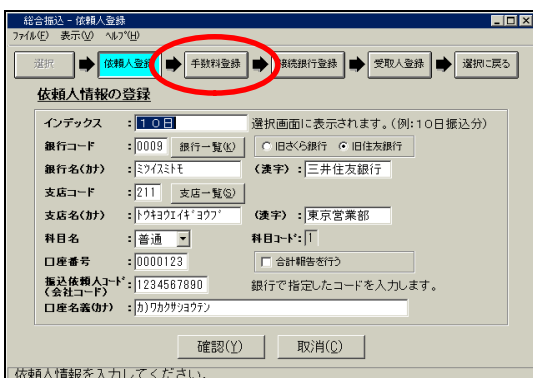 総合振込 - 依頼人登録
ファイル(F) 表示(V) ヘルプ(H)
選択 依頼人登録 手数料登録 接続銀行登録 受取人登録 選択に戻る
依頼人情報の登録
インデックス :１０日 選択画面に表示されます。(例:１０日振込分)
銀行コード :0009 銀行一覧(K) 旧さくら銀行 旧住友銀行
銀行名(カナ) :ﾐﾂｲｽﾐﾄﾓ (漢字) :三井住友銀行
支店コード :211 支店一覧(S)
支店名(カナ) :ﾄｳｷﾖｳｴｲｷﾞﾖｳﾌﾞ (漢字) :東京営業部
科目名 :普通 科目ｺｰﾄﾞ:1
口座番号 :0000123 合計報告を行う
振込依頼人ｺｰﾄﾞ:1234567890 銀行で指定したコードを入力します。
(会社コード)
口座名義(カナ) :ｶ)ﾜｶｸｻｼﾖｳﾃﾝ
確認(Y) 取消(C)
依頼人情報を入力してください。